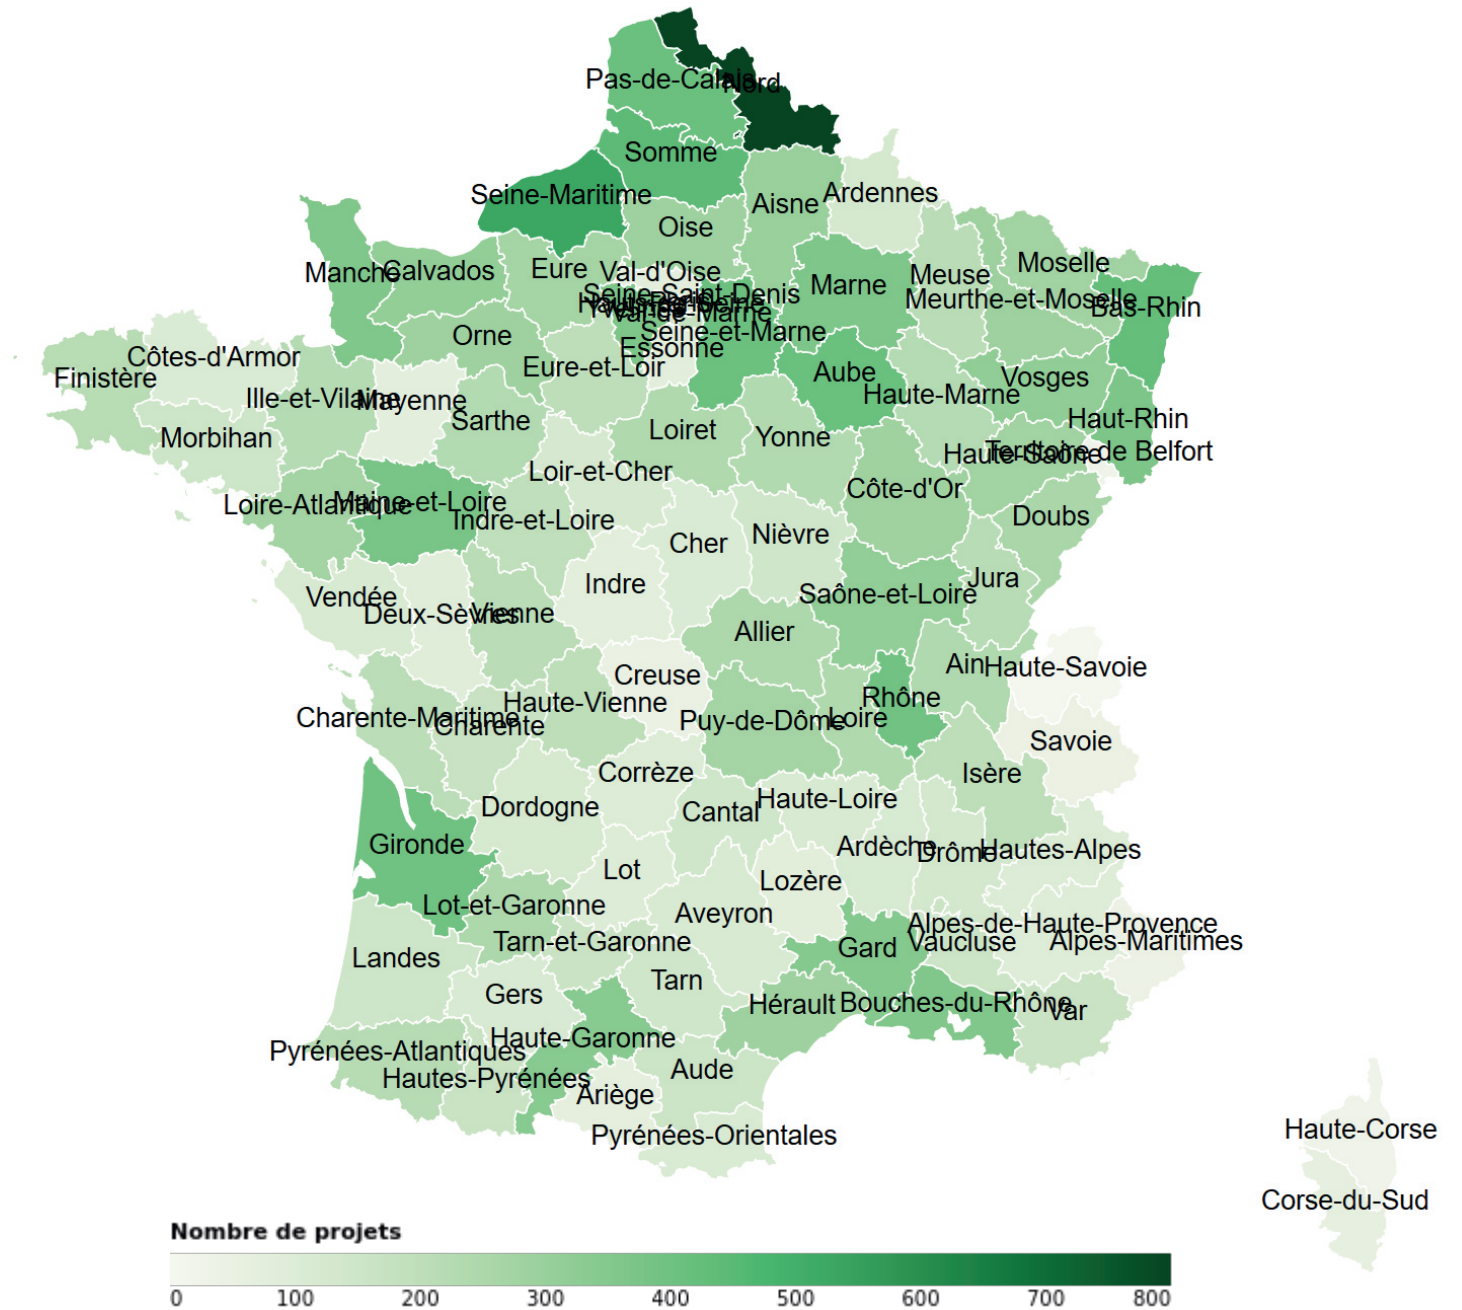 Pas-de-Calais
Nord
Somme
Seine-Maritime
Aisne
Ardennes
Oise
Manche
Calvados
Eure
Val-d'Oise
Marne
Meuse
Moselle
Seine-Saint-Denis
Meurthe-et-Moselle
Bas-Rhin
Val-de-Marne
Seine-et-Marne
Orne
Essonne
Côtes-d'Armor
Finistère
Eure-et-Loir
Aube
Vosges
Ille-et-Vilaine
Mayenne
Haute-Marne
Sarthe
Haut-Rhin
Morbihan
Loiret
Yonne
Haute-Saône
Territoire de Belfort
Loir-et-Cher
Côte-d'Or
Loire-Atlantique
Maine-et-Loire
Indre-et-Loire
Doubs
Cher
Nièvre
Indre
Jura
Vendée
Saône-et-Loire
Deux-Sèvres
Vienne
Allier
Creuse
Ain
Haute-Savoie
Haute-Vienne
Rhône
Charente-Maritime
Charente
Puy-de-Dôme
Loire
Savoie
Corrèze
Isère
Dordogne
Cantal
Haute-Loire
Gironde
Ardèche
Drôme
Hautes-Alpes
Lot
Lozère
Lot-et-Garonne
Aveyron
Alpes-de-Haute-Provence
Tarn-et-Garonne
Gard
Vaucluse
Alpes-Maritimes
Landes
Tarn
Gers
Hérault
Bouches-du-Rhône
Var
Haute-Garonne
Pyrénées-Atlantiques
Hautes-Pyrénées
Aude
Ariège
Pyrénées-Orientales
Haute-Corse
Corse-du-Sud
Nombre de projets
0 100 200 300 400 500 600 700 800